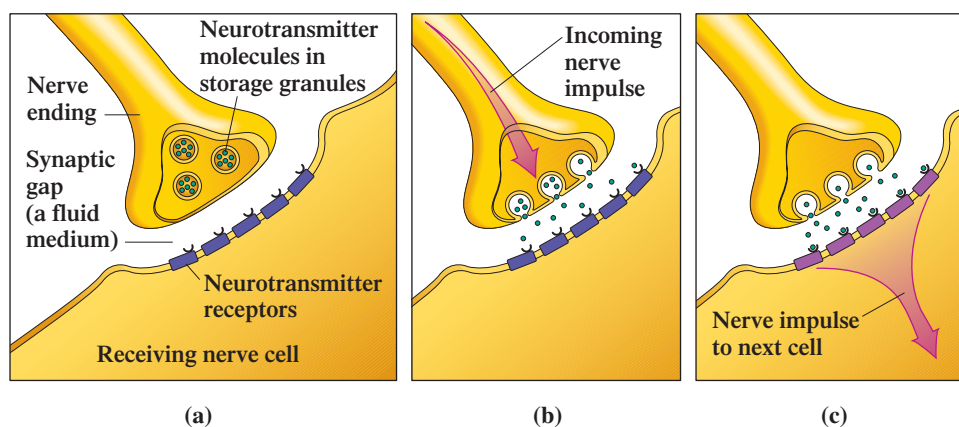 Neurotransmitter
molecules in
storage granules
Nerve
ending
Synaptic
gap
(a fluid
medium)
Neurotransmitter
receptors
Receiving nerve cell
(a)
Incoming
nerve
impulse
(b)
Nerve impulse
to next cell
(c)